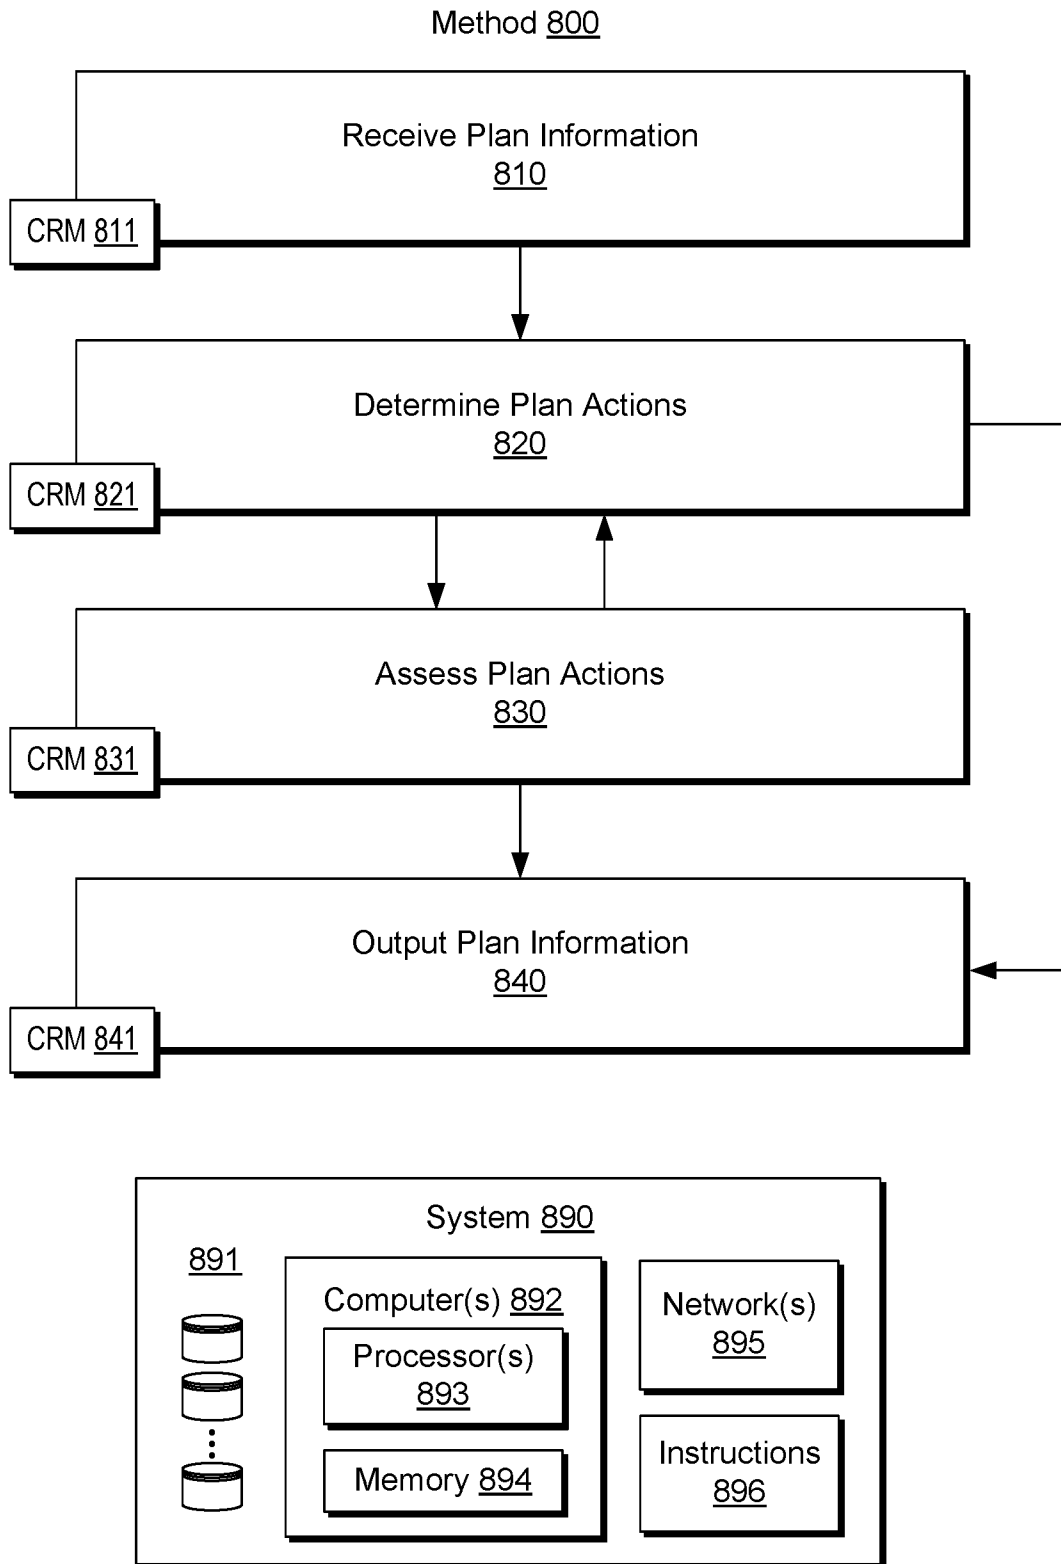 Method 800
Receive Plan Information
810
CRM 811
Determine Plan Actions
820
CRM 821
Assess Plan Actions
830
CRM 831
Output Plan Information
840
CRM 841
System 890
891
Computer(s) 892
Processor(s)
893
Memory 894
Network(s)
895
Instructions
896